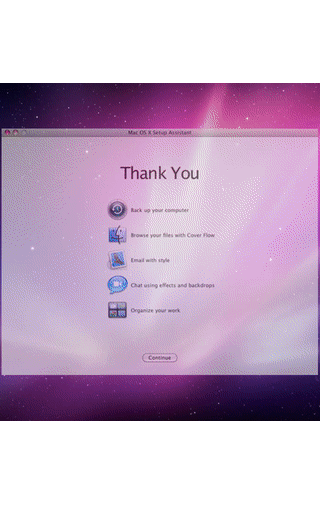 Mac OS X Setup Assistant
Thank You
Back up your computer
Browse your files with Cover Flow
Email with style
Chat using effects and backdrops
Organize your work
Continue